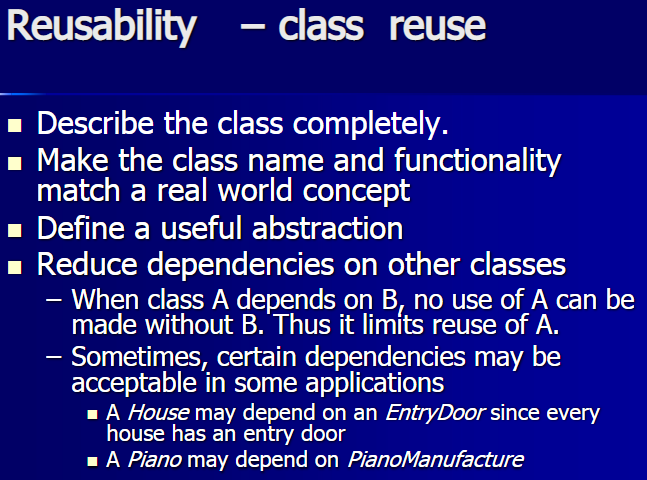 Reusability – class reuse
Describe the class completely.
Make the class name and functionality
match a real world concept
Define a useful abstraction
Reduce dependencies on other classes
– When class A depends on B, no use of A can be
made without B. Thus it limits reuse of A.
– Sometimes, certain dependencies may be
acceptable in some applications
A House may depend on an EntryDoor since every
house has an entry door
A Piano may depend on PianoManufacture